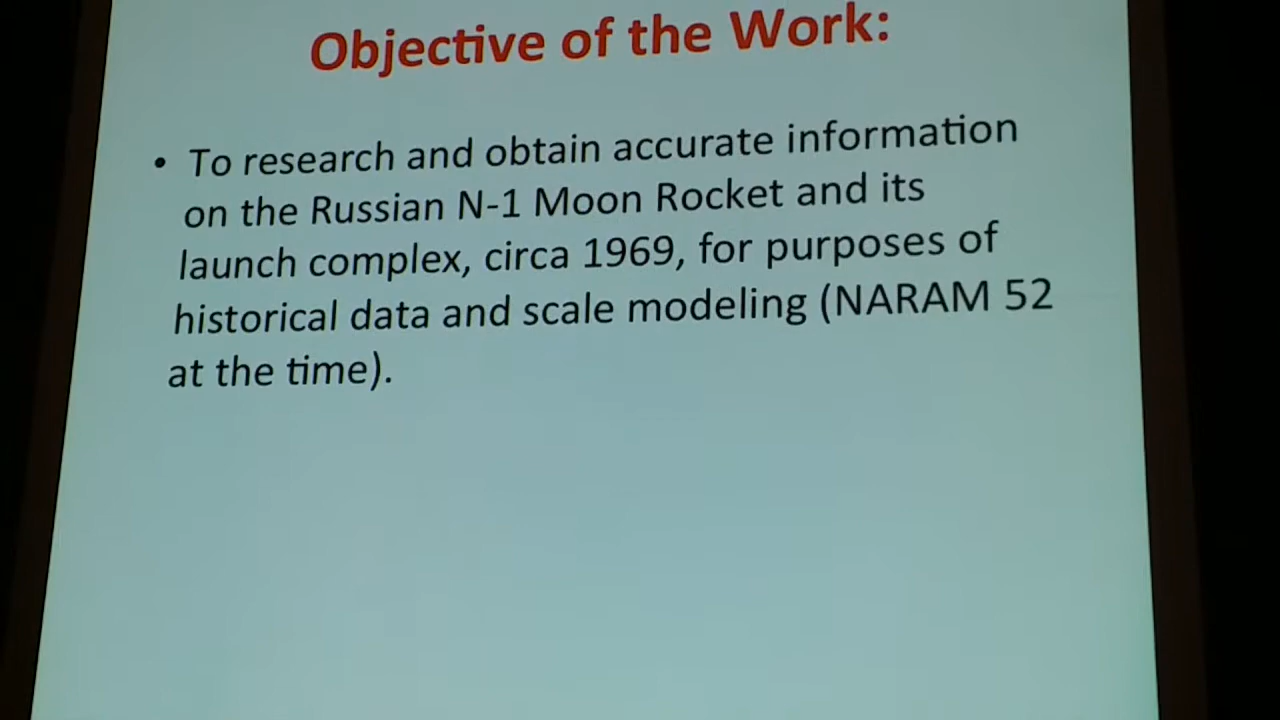 Objective of the Work:
• To research and obtain accurate information
on the Russian N-1 Moon Rocket and its
launch complex, circa 1969, for purposes of
historical data and scale modeling (NARAM 52
at the time).